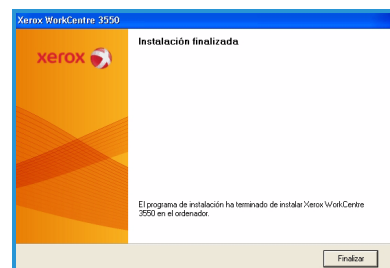 Xerox WorkCentre 3550
xerox
Instalación finalizada
El programa de instalación ha terminado de instalar Xerox WorkCentre
3550 en el ordenador.
Finalizar